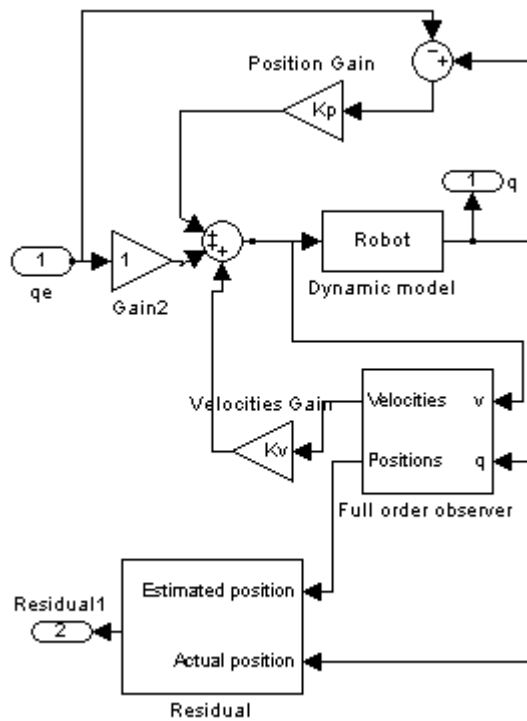 Position Gain
−
+
Kp
1
q
+
+
+
Robot
1
1
qe
Gain2
Dynamic model
Velocities Gain
Velocities
v
Kv
Positions
q
Full order observer
Estimated position
Residual1
2
Actual position
Residual